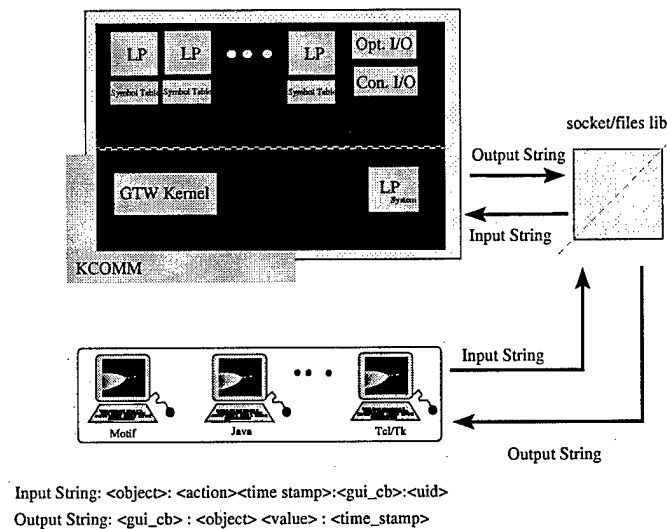 LP LP LP Opt. I/O
Symbol Table Symbol Table Symbol Table Con. I/O
socket/files lib
Output String
GTW Kernel LP
System
Input String
KCOMM
Input String
Motif Java Tcl/Tk
Output String
Input String: <object>: <action><time stamp>:<gui_cb>:<uid>
Output String: <gui_cb> : <object> <value> : <time_stamp>